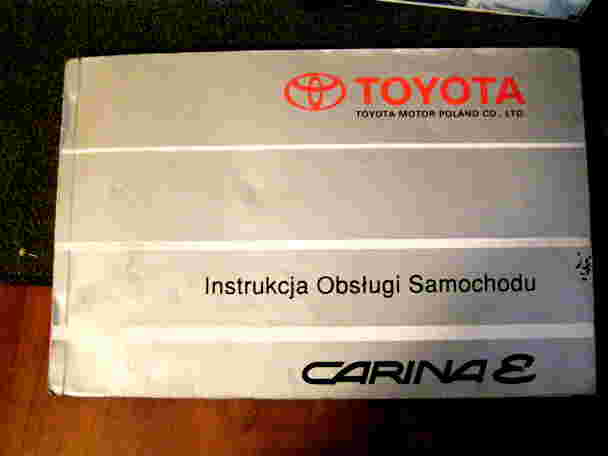 TOYOTA
TOYOTA MOTOR POLAND CO., LTD.
Instrukcja Obsługi Samochodu
CARINA E